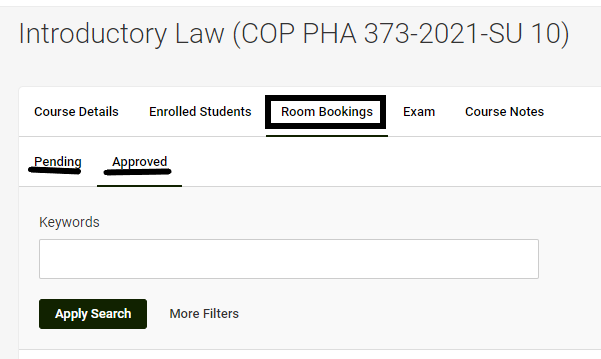 Introductory Law (COP PHA 373-2021-SU 10)
Course Details Enrolled Students Room Bookings Exam Course Notes
Pending Approved
Keywords
Apply Search More Filters